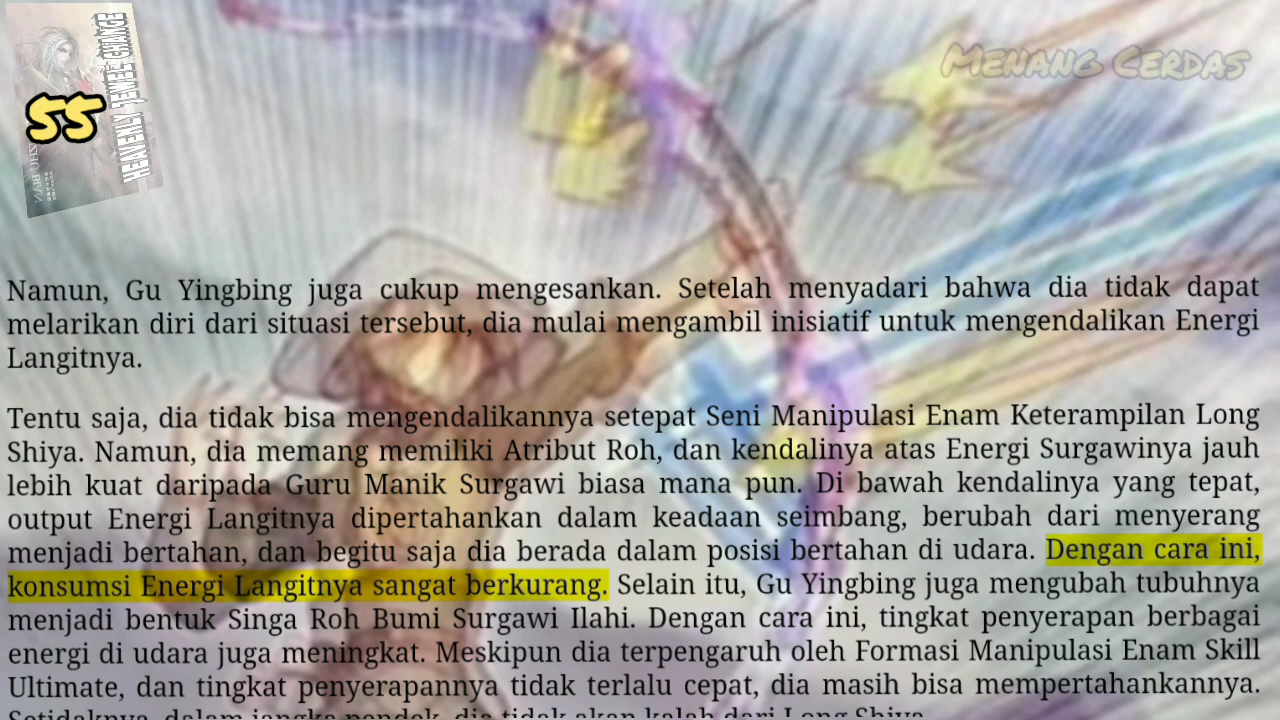 HEAVENLY JEWEL CHANGE
55
Menang Cerdas
Namun, Gu Yingbing juga cukup mengesankan. Setelah menyadari bahwa dia tidak dapat
melarikan diri dari situasi tersebut, dia mulai mengambil inisiatif untuk mengendalikan Energi
Langitnya.
Tentu saja, dia tidak bisa mengendalikannya setepat Seni Manipulasi Enam Keterampilan Long
Shiya. Namun, dia memang memiliki Atribut Roh, dan kendalinya atas Energi Surgawinya jauh
lebih kuat daripada Guru Manik Surgawi biasa mana pun. Di bawah kendalinya yang tepat,
output Energi Langitnya dipertahankan dalam keadaan seimbang, berubah dari menyerang
menjadi bertahan, dan begitu saja dia berada dalam posisi bertahan di udara. Dengan cara ini,
konsumsi Energi Langitnya sangat berkurang. Selain itu, Gu Yingbing juga mengubah tubuhnya
menjadi bentuk Singa Roh Bumi Surgawi Ilahi. Dengan cara ini, tingkat penyerapan berbagai
energi di udara juga meningkat. Meskipun dia terpengaruh oleh Formasi Manipulasi Enam Skill
Ultimate, dan tingkat penyerapannya tidak terlalu cepat, dia masih bisa mempertahankannya.
Setidaknya, dalam jangka pendek, dia tidak akan kalah dari Long Shiya.